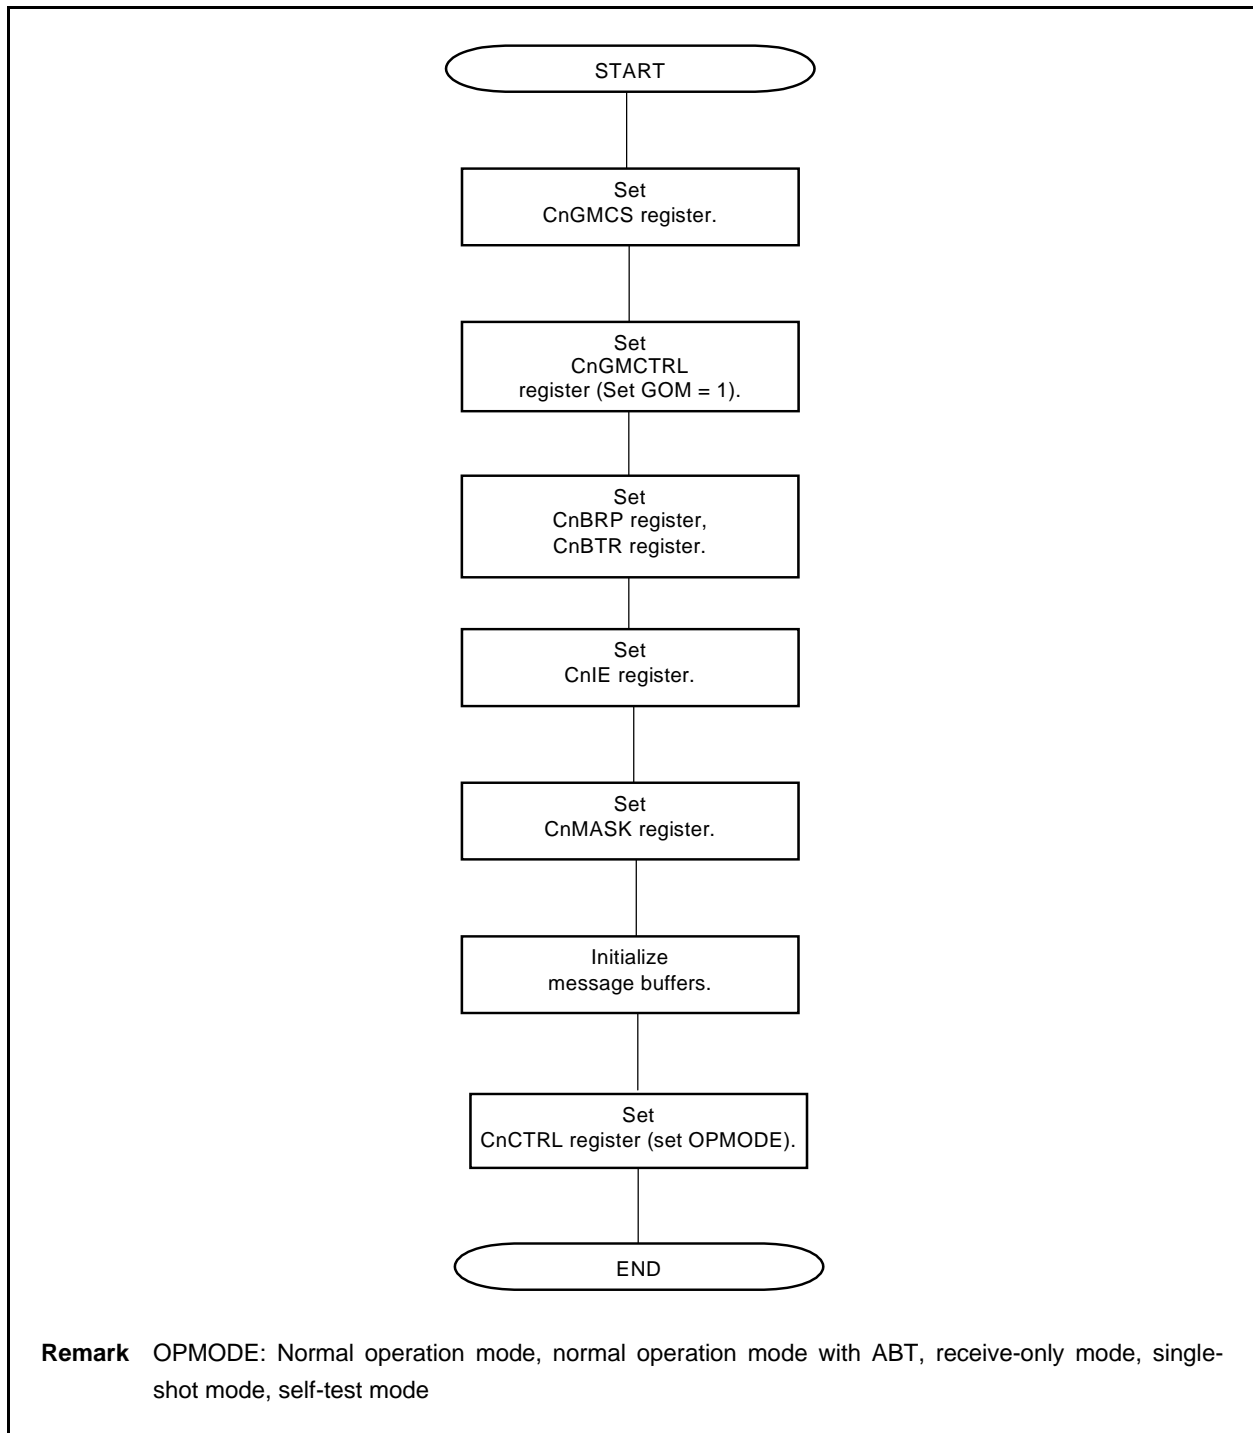 START
Set
CnGMCS register.
Set
CnGMCTRL
register (Set GOM = 1).
Set
CnBRP register,
CnBTR register.
Set
CnIE register.
Set
CnMASK register.
Initialize
message buffers.
Set
CnCTRL register (set OPMODE).
END
Remark OPMODE: Normal operation mode, normal operation mode with ABT, receive-only mode, single-
shot mode, self-test mode